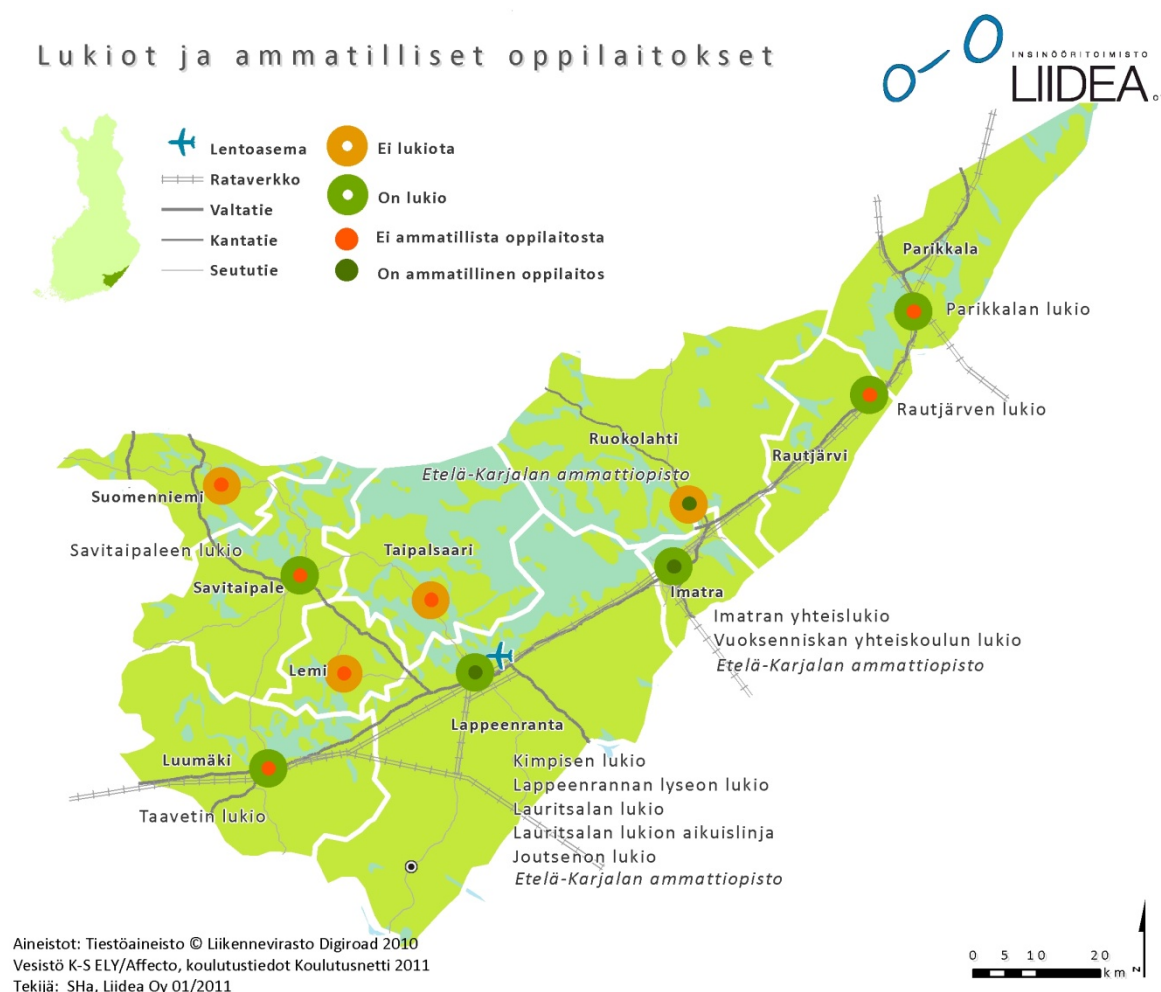 Lukiot ja ammatilliset oppilaitokset
INSINÖÖRITOIMISTO
LIIDEA
Lentoasema
Rataverkko
Valtatie
Kantatie
Seututie
Ei lukiota
On lukio
Ei ammatillista oppilaitosta
On ammatillinen oppilaitos
Parikkala
Parikkalan lukio
Rautjärven lukio
Ruokolahti
Rautjärvi
Etelä-Karjalan ammattiopisto
Suomenniemi
Savitaipaleen lukio
Taipalsaari
Savitaipale
Imatra
Imatran yhteislukio
Vuoksenniskan yhteiskoulun lukio
Etelä-Karjalan ammattiopisto
Lemi
Lappeenranta
Luumäki
Kimpisen lukio
Lappeenrannan lyseon lukio
Lauritsalan lukio
Lauritsalan lukion aikuislinja
Joutsenon lukio
Etelä-Karjalan ammattiopisto
Taavetin lukio
Aineistot: Tiestöaineisto © Liikennevirasto Digiroad 2010
Vesistö K-S ELY/Affecto, koulutustiedot Koulutusnetti 2011
Tekijä: SHa, Liidea Oy 01/2011
0 5 10 20
km
N